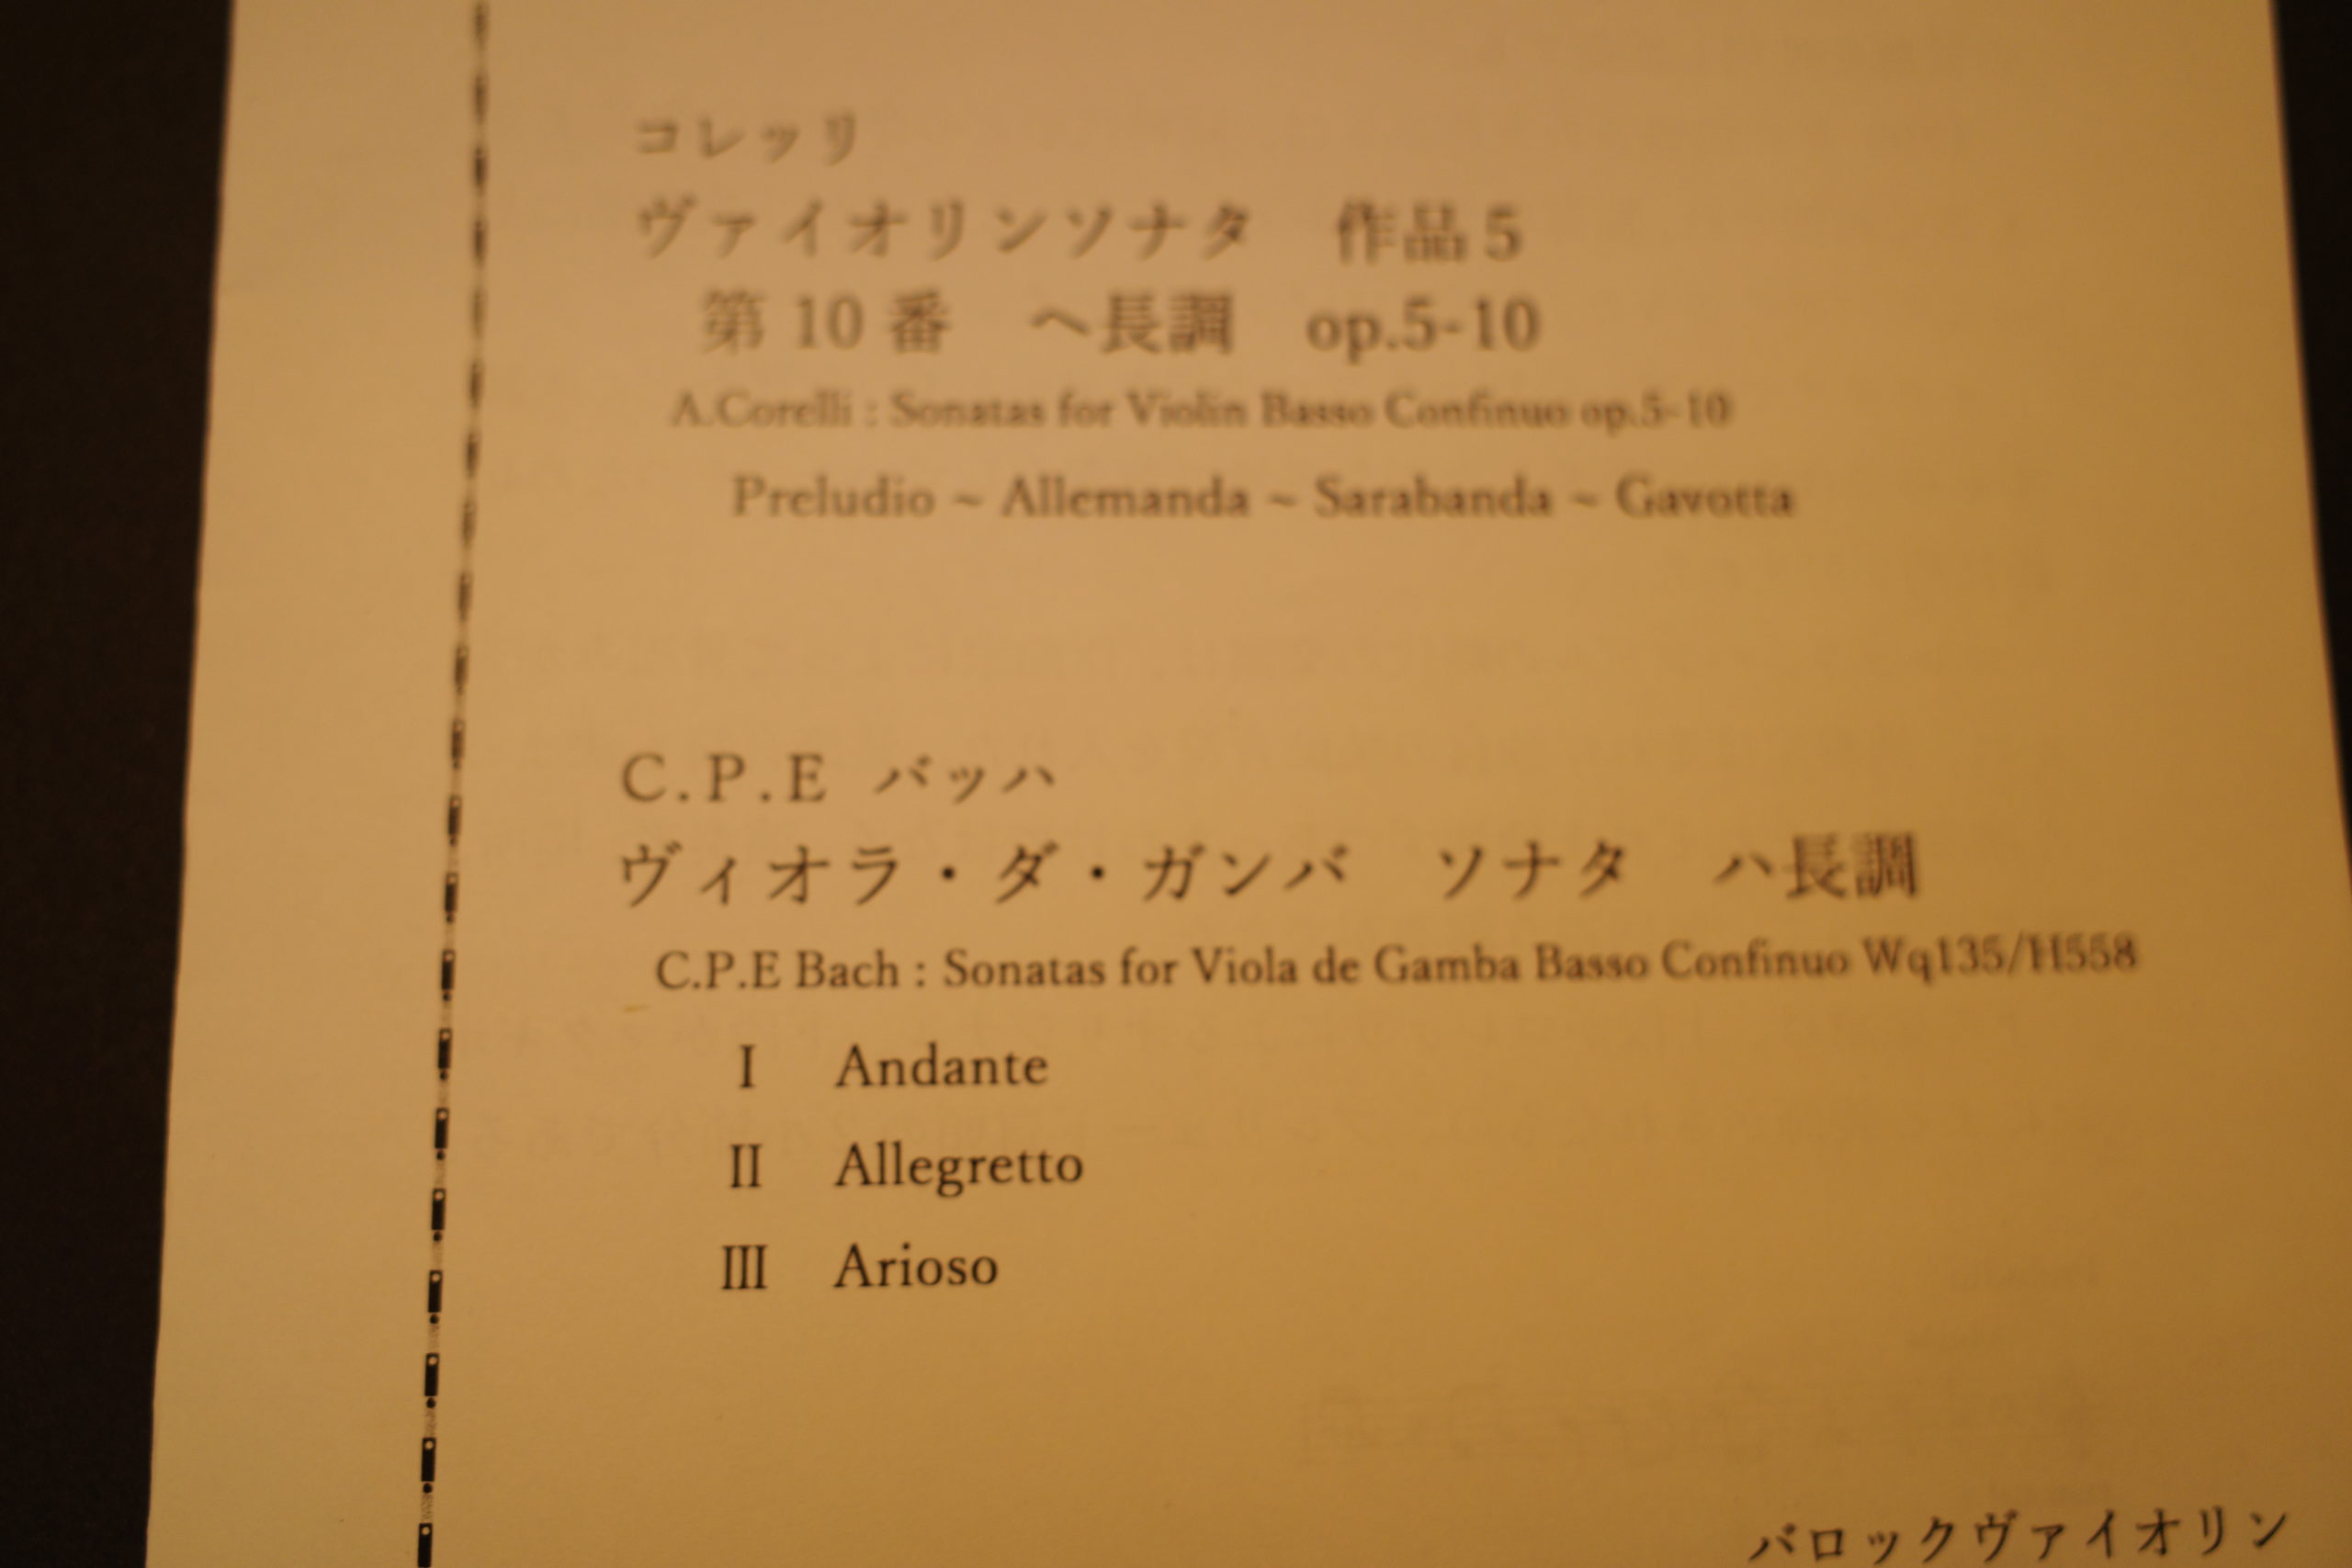 コレッリ
ヴァイオリンソナタ　作品5
第10番　ヘ長調　op.5-10
A.Corelli : Sonatas for Violin Basso Confinuo op.5-10
Preludio ~ Allemanda ~ Sarabanda ~ Gavotta
C.P.E バッハ
ヴィオラ・ダ・ガンバ　ソナタ　ハ長調
C.P.E Bach : Sonatas for Viola de Gamba Basso Confinuo Wq135/H558
I　Andante
II　Allegretto
III　Arioso
バロックヴァイオリン